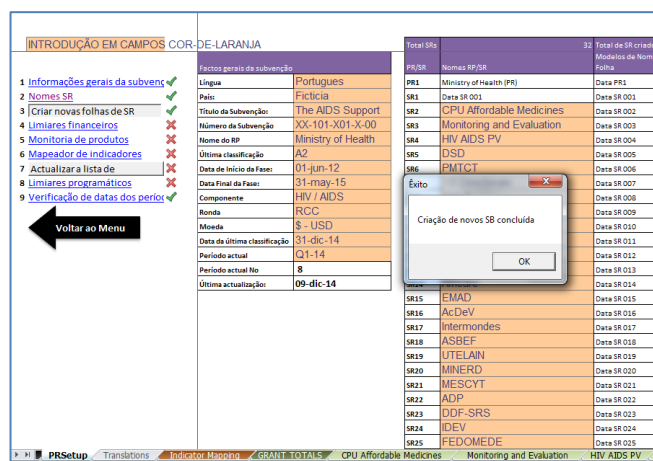 INTRODUÇÃO EM CAMPOS COR-DE-LARANJA
1 Informações gerais da subvenç
2 Nomes SR
3 Criar novas folhas de SR
4 Limiares financeiros
5 Monitoria de produtos
6 Mapeador de indicadores
7 Actualizar a lista de
8 Limiares programáticos
9 Verificação de datas dos períoc
Voltar ao Menu
Factos gerais da subvenção
Língua Portugues
País: Ficticia
Título da Subvenção: The AIDS Support
Número da Subvenção XX-101-X01-X-00
Nome do RP Ministry of Health
Última classificação A2
Data de Início da Fase: 01-jun-12
Data Final da Fase: 31-may-15
Componente HIV / AIDS
Ronda RCC
Moeda $ - USD
Data da última classificação 31-dic-14
Período actual Q1-14
Período actual No 8
Última actualização: 09-dic-14
Total SRs 32 Total de SR criado
Modelos de Nom
PR/SR Nomes RP/SR Folha
PR1 Ministry of Health (PR) Data PR1
SR1 Data SR 001 Data SR 001
SR2 CPU Affordable Medicines Data SR 002
SR3 Monitoring and Evaluation Data SR 003
SR4 HIV AIDS PV Data SR 004
SR5 DSD Data SR 005
SR6 PMTCT Data SR 006
Data SR 007
Data SR 008
Data SR 009
Data SR 010
Data SR 011
Data SR 012
Data SR 013
SR14 Data SR 014
SR15 EMAD Data SR 015
SR16 AcDeV Data SR 016
SR17 Intermondes Data SR 017
SR18 ASBEF Data SR 018
SR19 UTELAIN Data SR 019
SR20 MINERD Data SR 020
SR21 MESCYT Data SR 021
SR22 ADP Data SR 022
SR23 DDF-SRS Data SR 023
SR24 IDEV Data SR 024
SR25 FEDOMEDE Data SR 025
Êxito
Criação de novos SB concluída
OK
PRSetup Translations Indicator Mapping GRANT TOTALS CPU Affordable Medicines Monitoring and Evaluation HIV AIDS PV